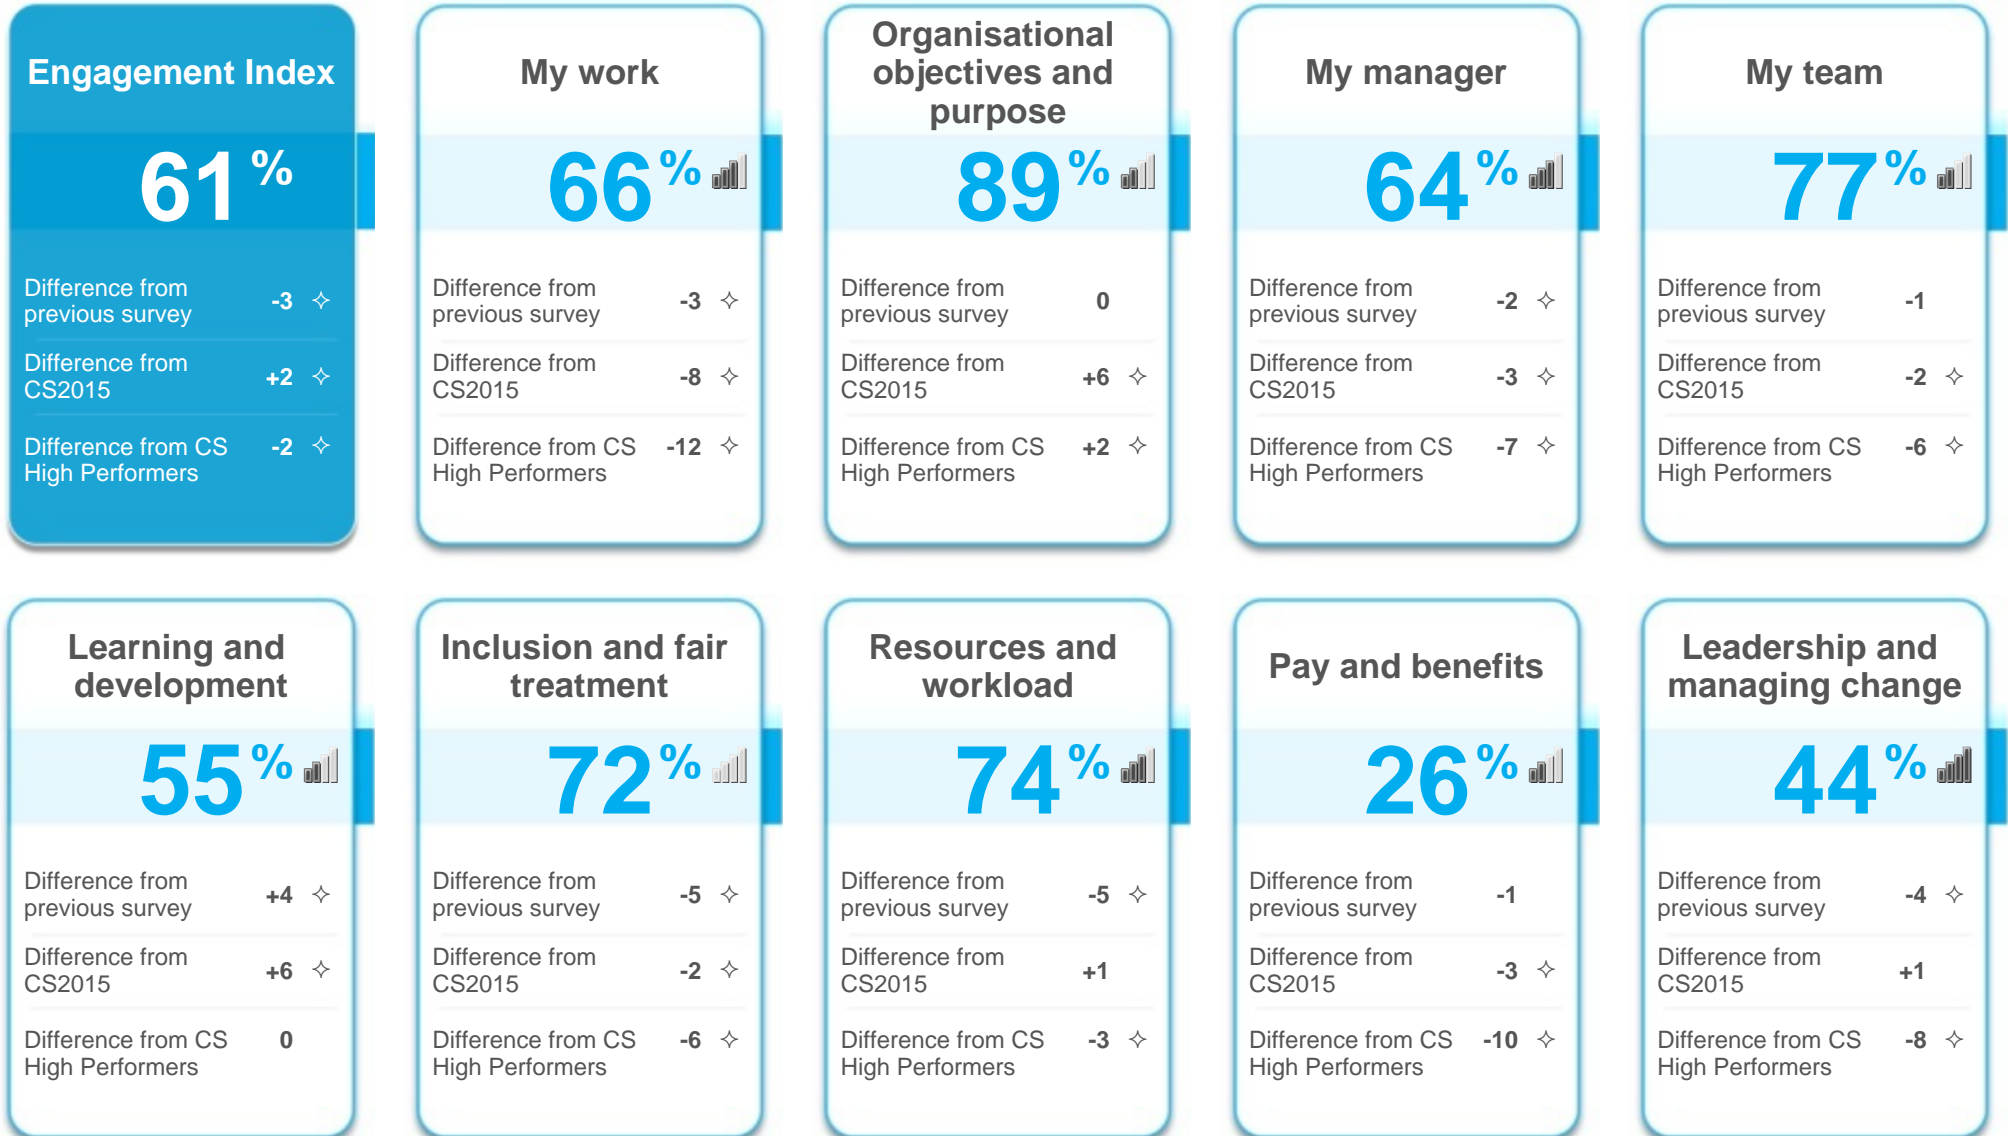 Engagement Index
61%
Difference from
previous survey -3 ✧
Difference from
CS2015 +2 ✧
Difference from CS
High Performers -2 ✧
My work
66%
Difference from
previous survey -3 ✧
Difference from
CS2015 -8 ✧
Difference from CS
High Performers -12 ✧
Organisational
objectives and
purpose
89%
Difference from
previous survey 0
Difference from
CS2015 +6 ✧
Difference from CS
High Performers +2 ✧
My manager
64%
Difference from
previous survey -2 ✧
Difference from
CS2015 -3 ✧
Difference from CS
High Performers -7 ✧
My team
77%
Difference from
previous survey -1
Difference from
CS2015 -2 ✧
Difference from CS
High Performers -6 ✧
Learning and
development
55%
Difference from
previous survey +4 ✧
Difference from
CS2015 +6 ✧
Difference from CS
High Performers 0
Inclusion and fair
treatment
72%
Difference from
previous survey -5 ✧
Difference from
CS2015 -2 ✧
Difference from CS
High Performers -6 ✧
Resources and
workload
74%
Difference from
previous survey -5 ✧
Difference from
CS2015 +1
Difference from CS
High Performers -3 ✧
Pay and benefits
26%
Difference from
previous survey -1
Difference from
CS2015 -3 ✧
Difference from CS
High Performers -10 ✧
Leadership and
managing change
44%
Difference from
previous survey -4 ✧
Difference from
CS2015 +1
Difference from CS
High Performers -8 ✧